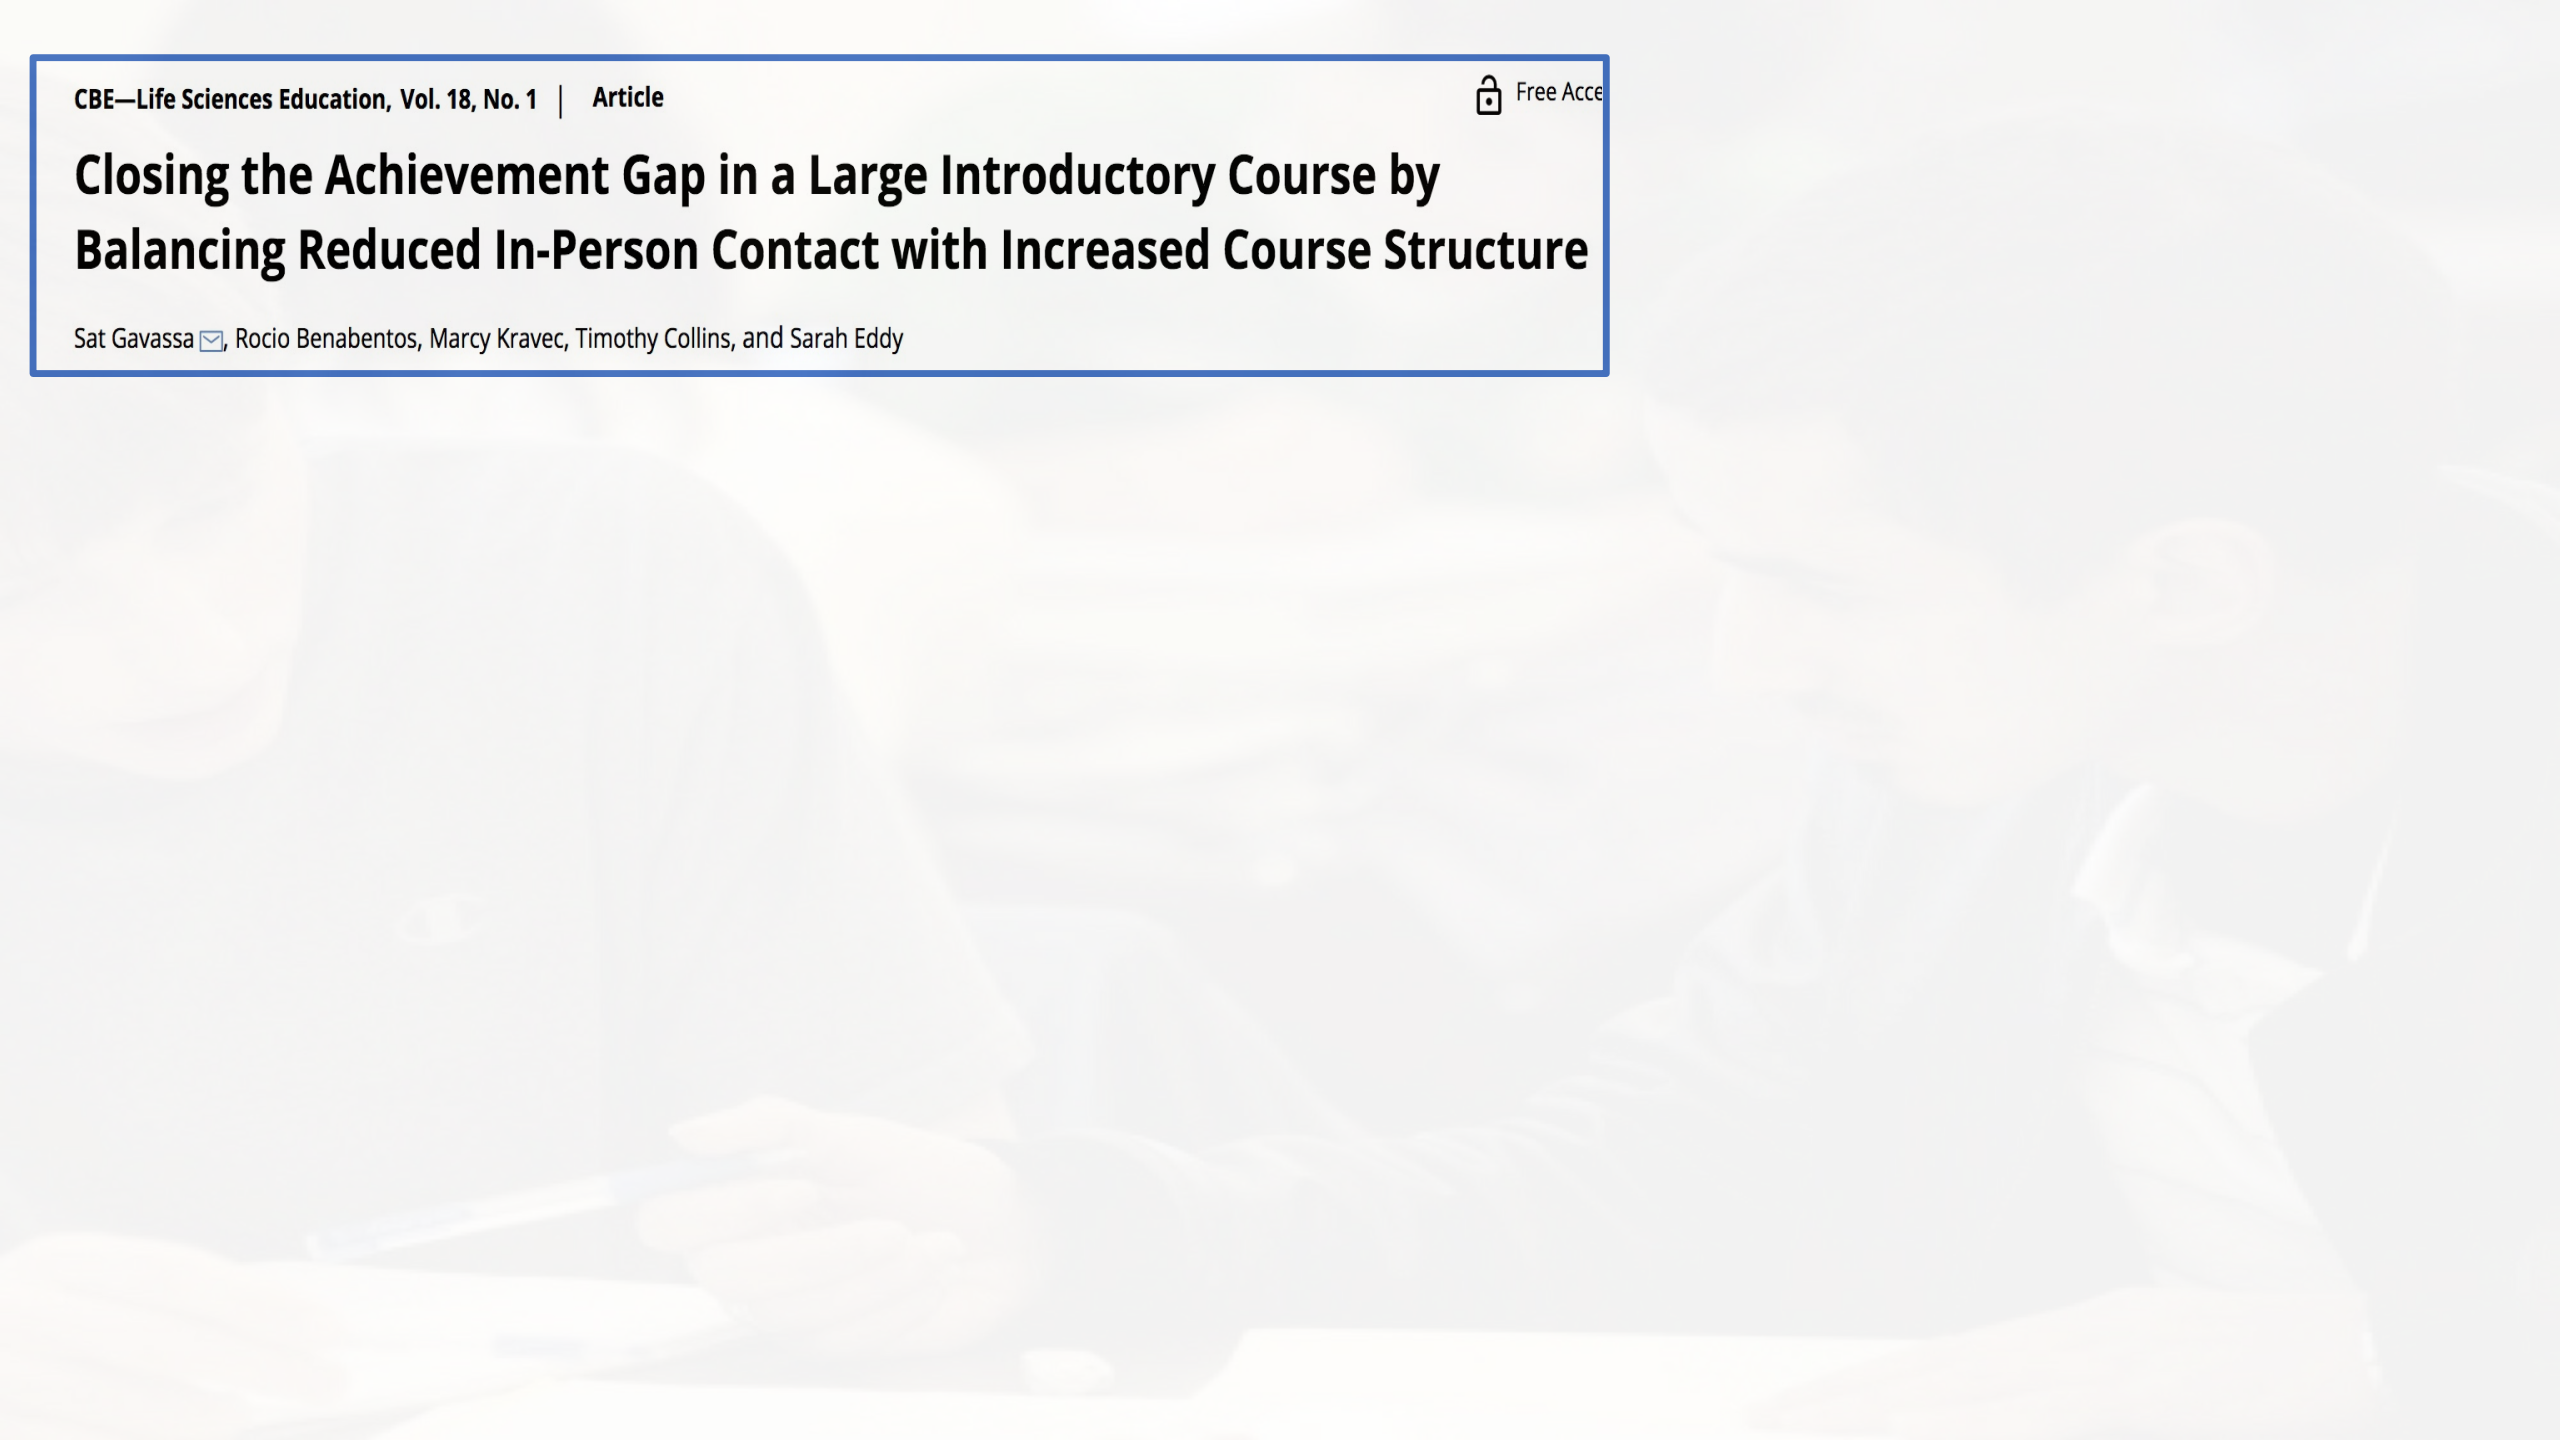 CBE—Life Sciences Education, Vol. 18, No. 1 | Article
Free Acce
Closing the Achievement Gap in a Large Introductory Course by
Balancing Reduced In-Person Contact with Increased Course Structure
Sat Gavassa, Rocio Benabentos, Marcy Kravec, Timothy Collins, and Sarah Eddy